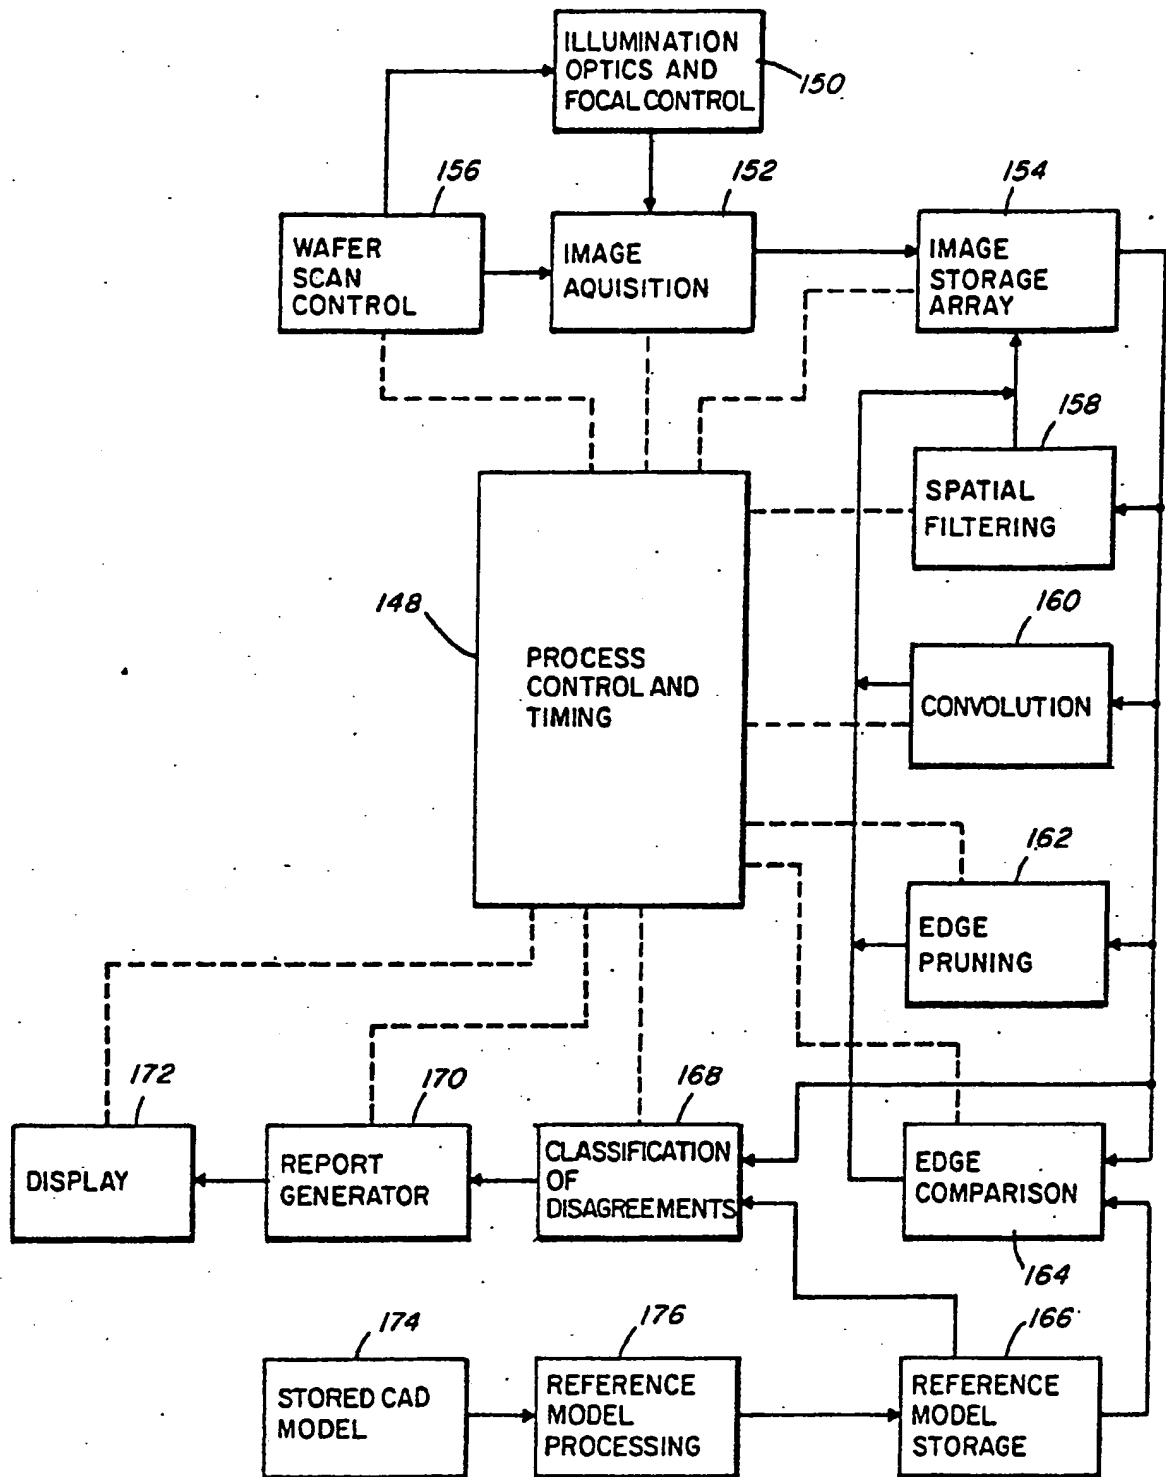 ILLUMINATION
OPTICS AND
FOCAL CONTROL
150
156
152
154
WAFER
SCAN
CONTROL
IMAGE
AQUISITION
IMAGE
STORAGE
ARRAY
158
SPATIAL
FILTERING
148
160
PROCESS
CONTROL AND
TIMING
CONVOLUTION
162
EDGE
PRUNING
172
170
168
DISPLAY
REPORT
GENERATOR
CLASSIFICATION
OF
DISAGREEMENTS
EDGE
COMPARISON
164
174
176
166
STORED CAD
MODEL
REFERENCE
MODEL
PROCESSING
REFERENCE
MODEL
STORAGE